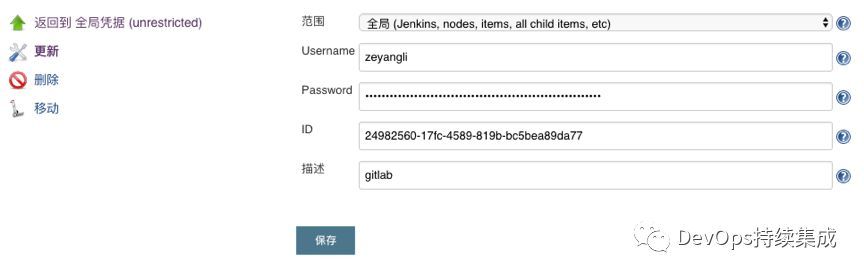 返回到 全局凭据 (unrestricted)
更新
删除
移动
范围 全局 (Jenkins, nodes, items, all child items, etc)
Username zeyangli
Password ••••••••••••••••••••••••••••••••••••••••••••••••••••••••••
ID 24982560-17fc-4589-819b-bc5bea89da77
描述 gitlab
保存
DevOps持续集成